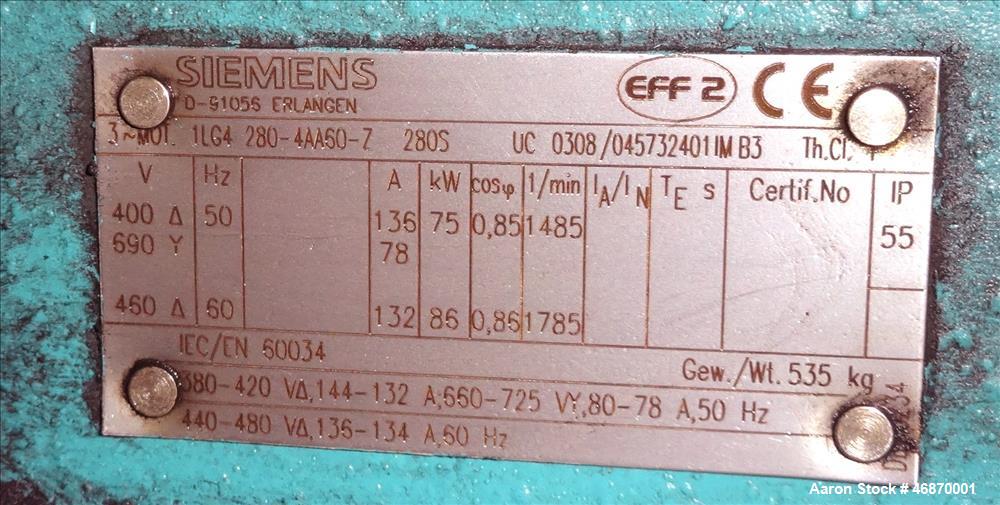 SIEMENS
D-91056 ERLANGEN
EFF 2 CE
3~MOT. 1LG4 280-4AA60-Z 280S UC 0308/045732401 IM B3 Th.Cl.
V Hz A kW cosφ 1/min IA/IN TE s Certif.No IP
400 Δ 50 136 75 0,85 1485 55
690 Y 78
460 Δ 60 132 86 0,86 1785
IEC/EN 60034
Gew./Wt. 535 kg
380-420 VΔ,144-132 A,660-725 VY,80-78 A,50 Hz
440-480 VΔ,136-134 A,60 Hz
Aaron Stock # 46870001